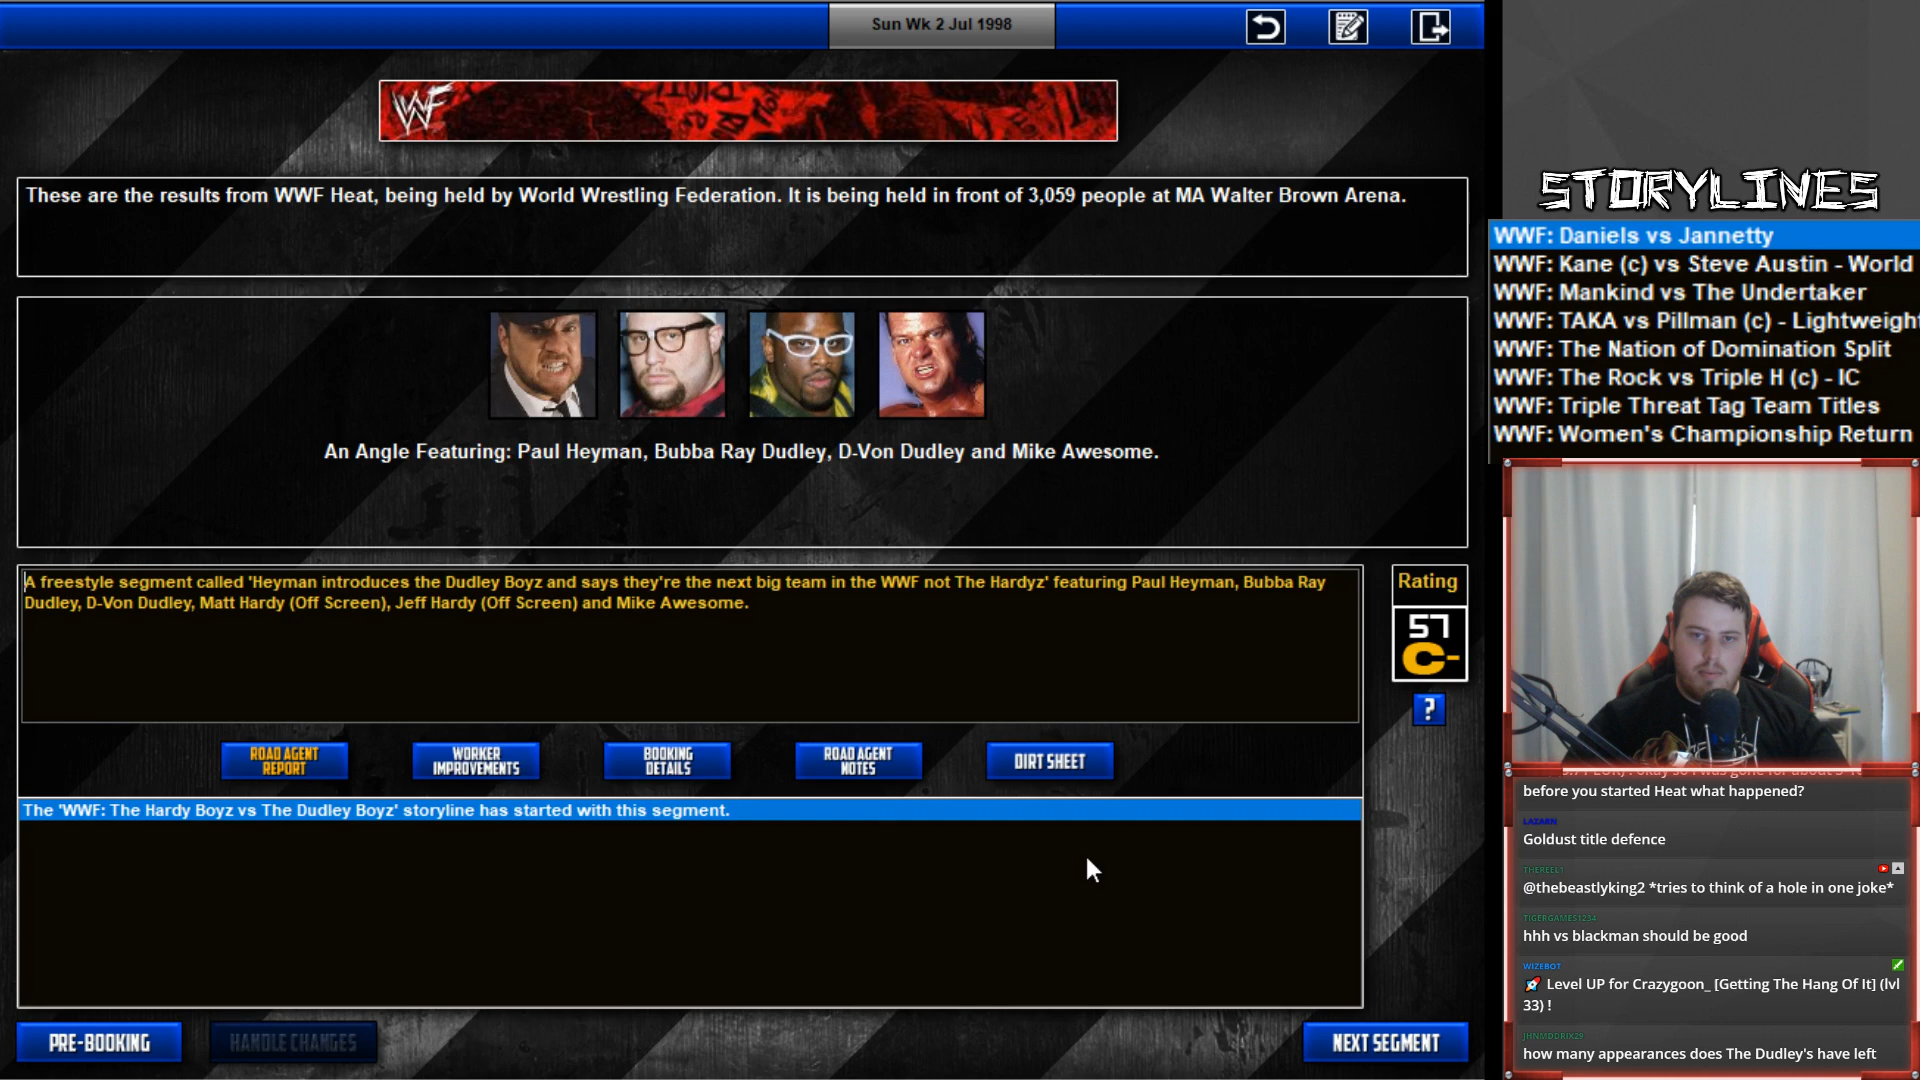 Sun Wk 2 Jul 1998
WWF
These are the results from WWF Heat, being held by World Wrestling Federation. It is being held in front of 3,059 people at MA Walter Brown Arena.
An Angle Featuring: Paul Heyman, Bubba Ray Dudley, D-Von Dudley and Mike Awesome.
A freestyle segment called 'Heyman introduces the Dudley Boyz and says they're the next big team in the WWF not The Hardyz' featuring Paul Heyman, Bubba Ray
Dudley, D-Von Dudley, Matt Hardy (Off Screen), Jeff Hardy (Off Screen) and Mike Awesome.
Rating
57
C-
?
ROAD AGENT
REPORT
WORKER
IMPROVEMENTS
BOOKING
DETAILS
ROAD AGENT
NOTES
DIRT SHEET
The 'WWF: The Hardy Boyz vs The Dudley Boyz' storyline has started with this segment.
PRE-BOOKING
HANDLE CHANGES
NEXT SEGMENT
STORYLINES
WWF: Daniels vs Jannetty
WWF: Kane (c) vs Steve Austin - World
WWF: Mankind vs The Undertaker
WWF: TAKA vs Pillman (c) - Lightweight
WWF: The Nation of Domination Split
WWF: The Rock vs Triple H (c) - IC
WWF: Triple Threat Tag Team Titles
WWF: Women's Championship Return
before you started Heat what happened?
LAZARN
Goldust title defence
THEREEL1
@thebeastlyking2 *tries to think of a hole in one joke*
TIGERGAMES1234
hhh vs blackman should be good
WIZEBOT
Level UP for Crazygoon_ [Getting The Hang Of It] (lvl
33) !
JHNMDDRIX29
how many appearances does The Dudley's have left